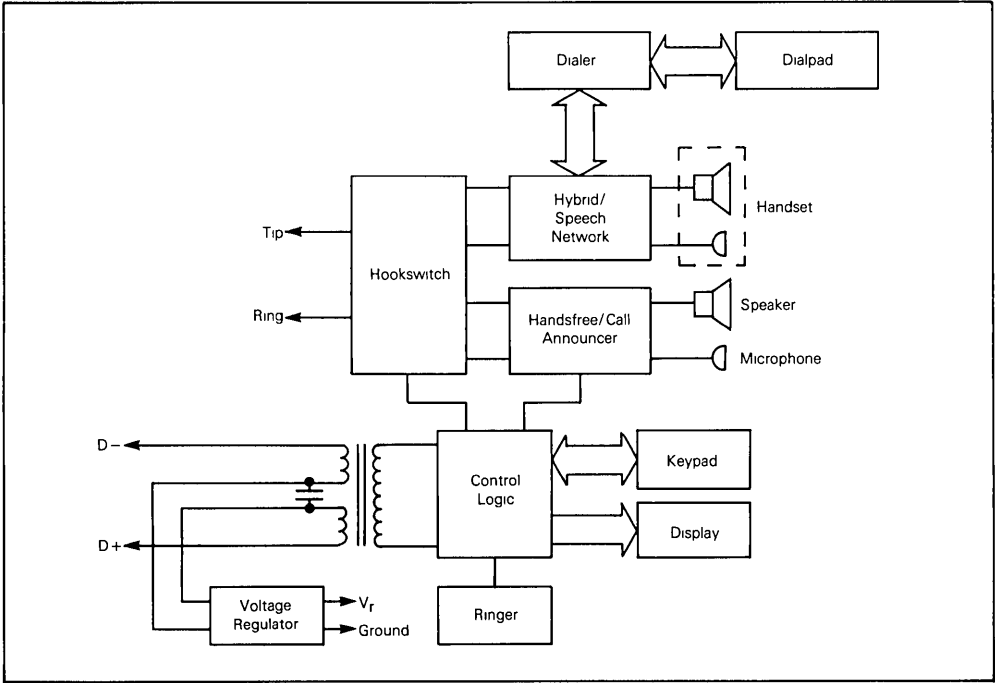 Dialer
Dialpad
Hybrid/
Speech
Network
Handset
Tip
Hookswitch
Ring
Handsfree/Call
Announcer
Speaker
Microphone
D−
Control
Logic
Keypad
Display
D+
Voltage
Regulator
Vr
Ground
Ringer